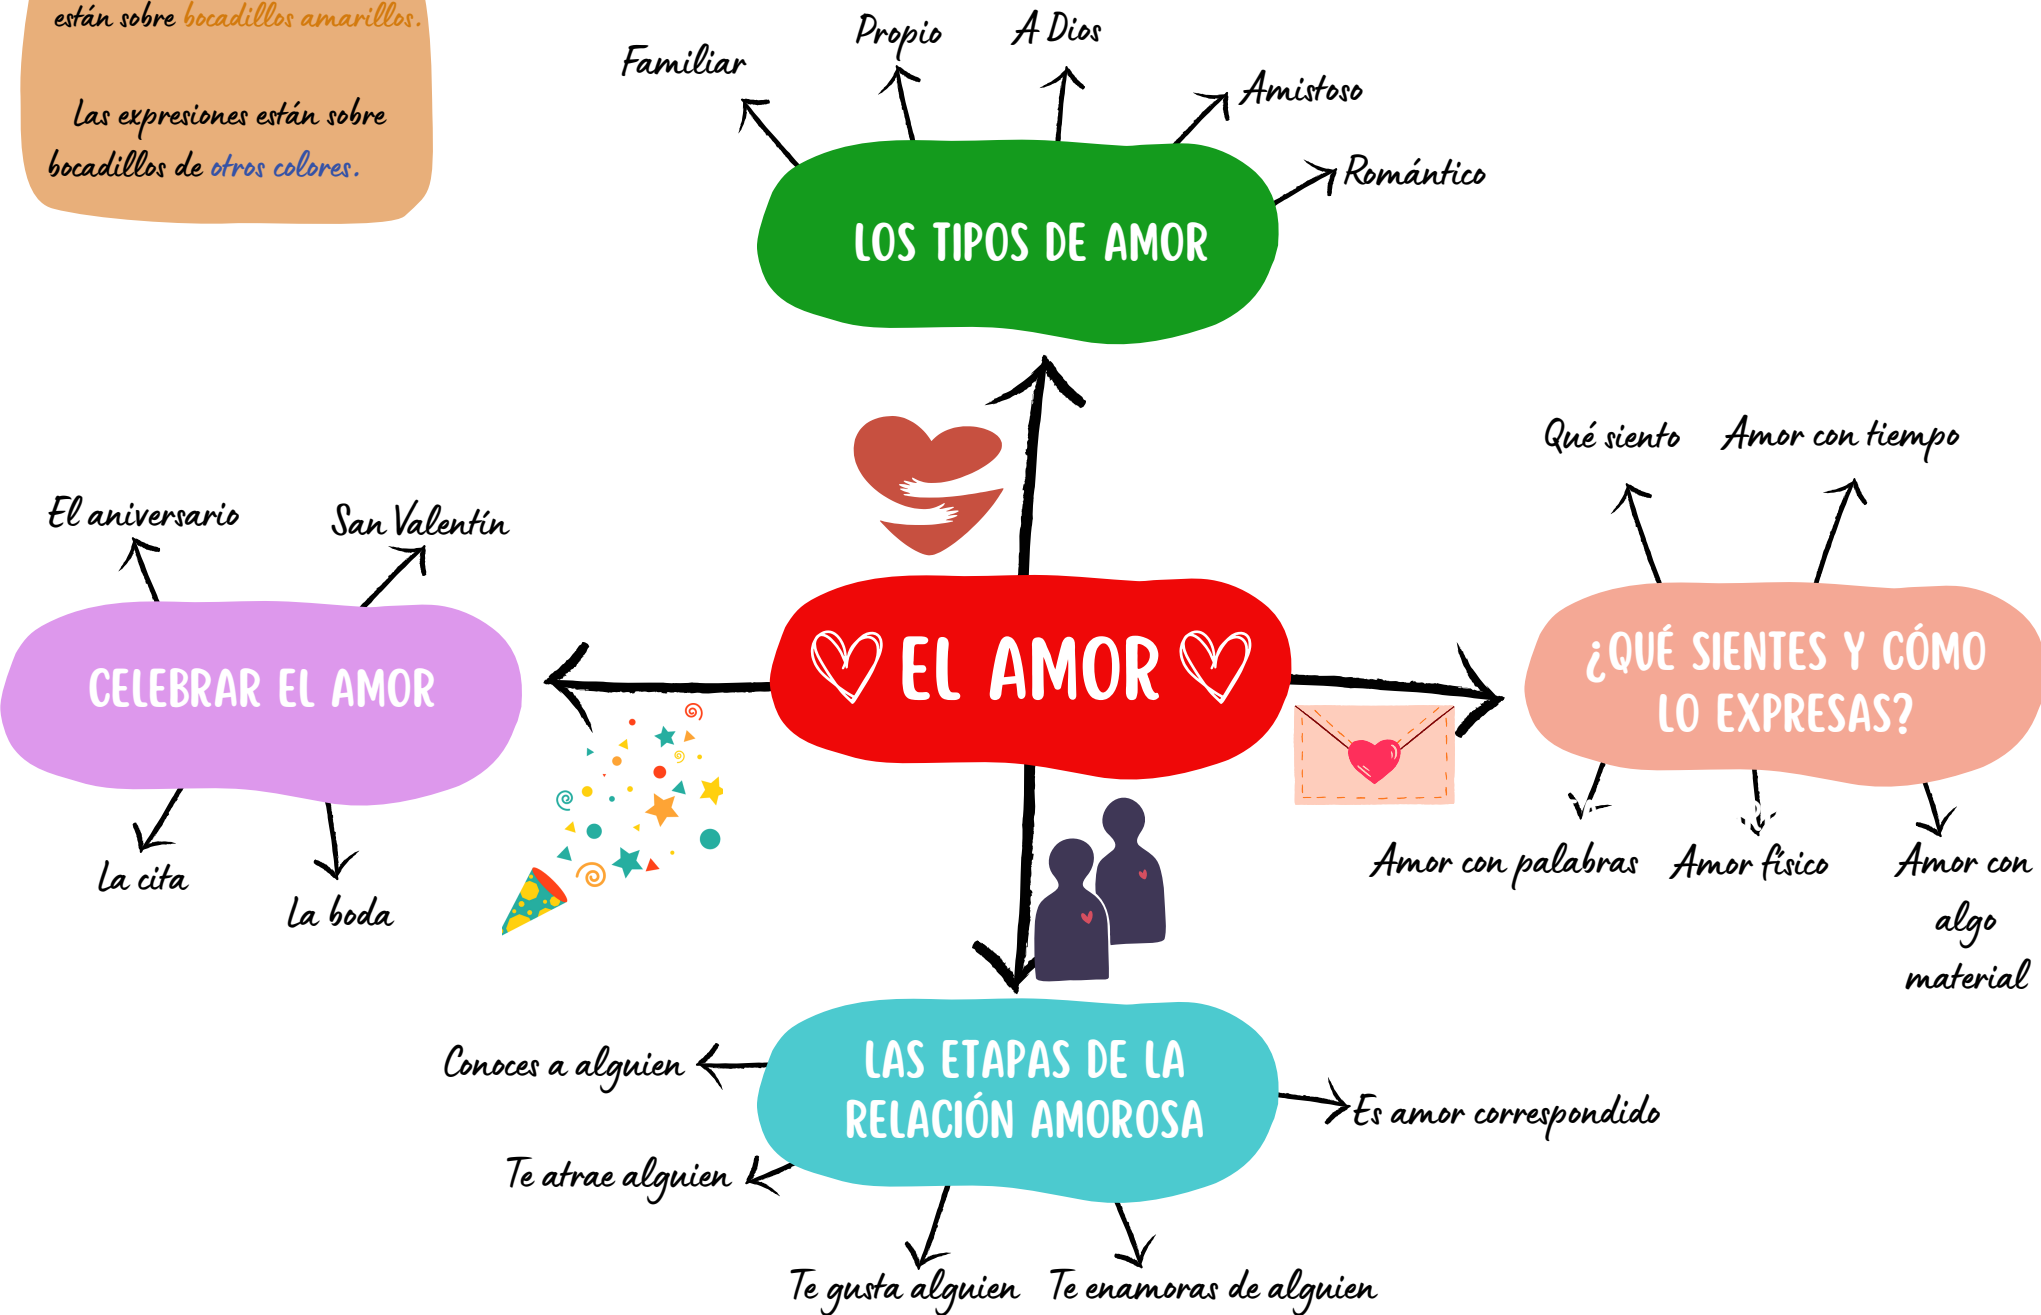 están sobre bocadillos amarillos.
Las expresiones están sobre
bocadillos de otros colores.
Familiar
Propio
A Dios
Amistoso
Romántico
LOS TIPOS DE AMOR
El aniversario
San Valentín
CELEBRAR EL AMOR
La cita
La boda
EL AMOR
Qué siento
Amor con tiempo
¿QUÉ SIENTES Y CÓMO
LO EXPRESAS?
Amor con palabras
Amor físico
Amor con
algo
material
LAS ETAPAS DE LA
RELACIÓN AMOROSA
Conoces a alguien
Te atrae alguien
Te gusta alguien
Te enamoras de alguien
Es amor correspondido